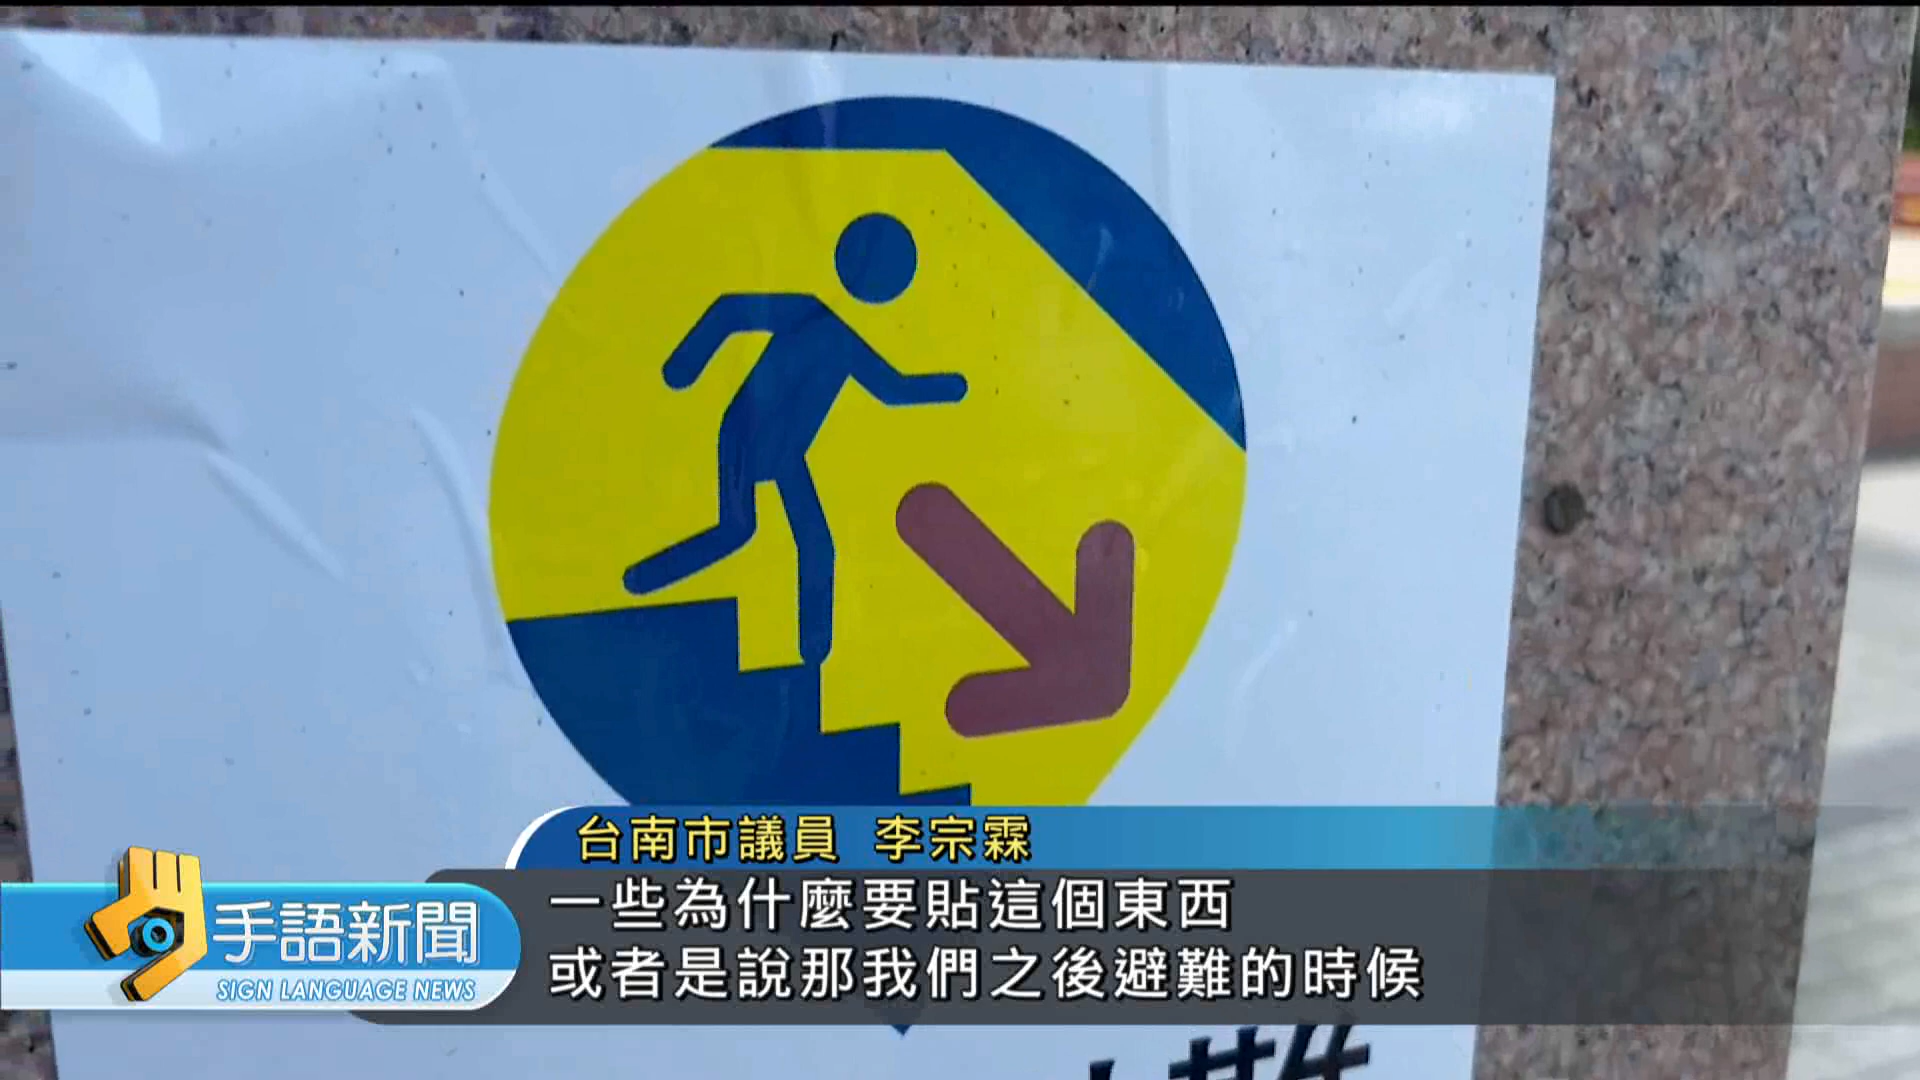 台南市議員 李宗霖
一些為什麼要貼這個東西
或者是說那我們之後避難的時候
手語新聞
SIGN LANGUAGE NEWS